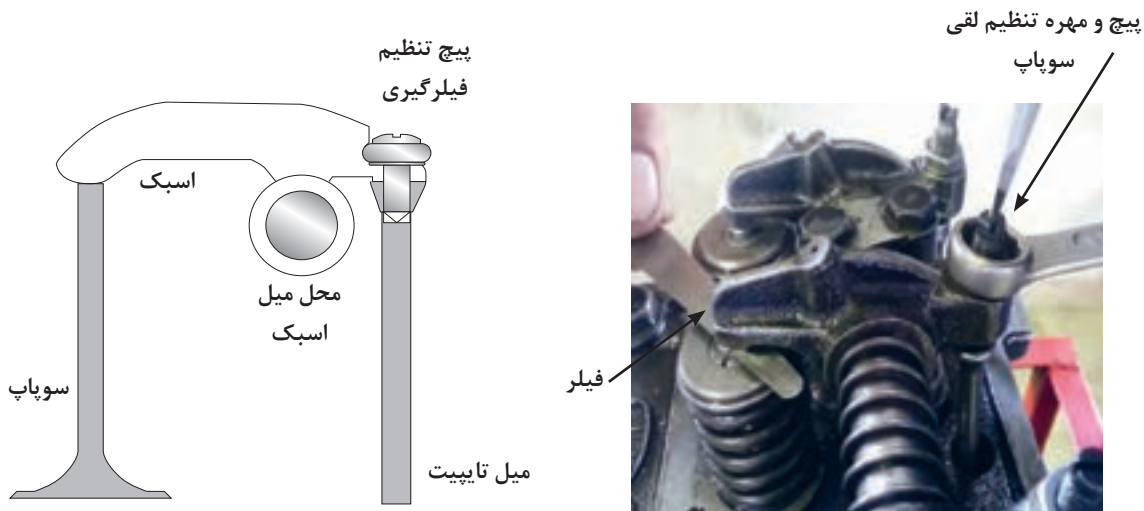 پیچ و مهره تنظیم لقی
سوپاپ
فیلر
پیچ تنظیم
فیلرگیری
اسبک
محل میل
اسبک
سوپاپ
میل تایپیت